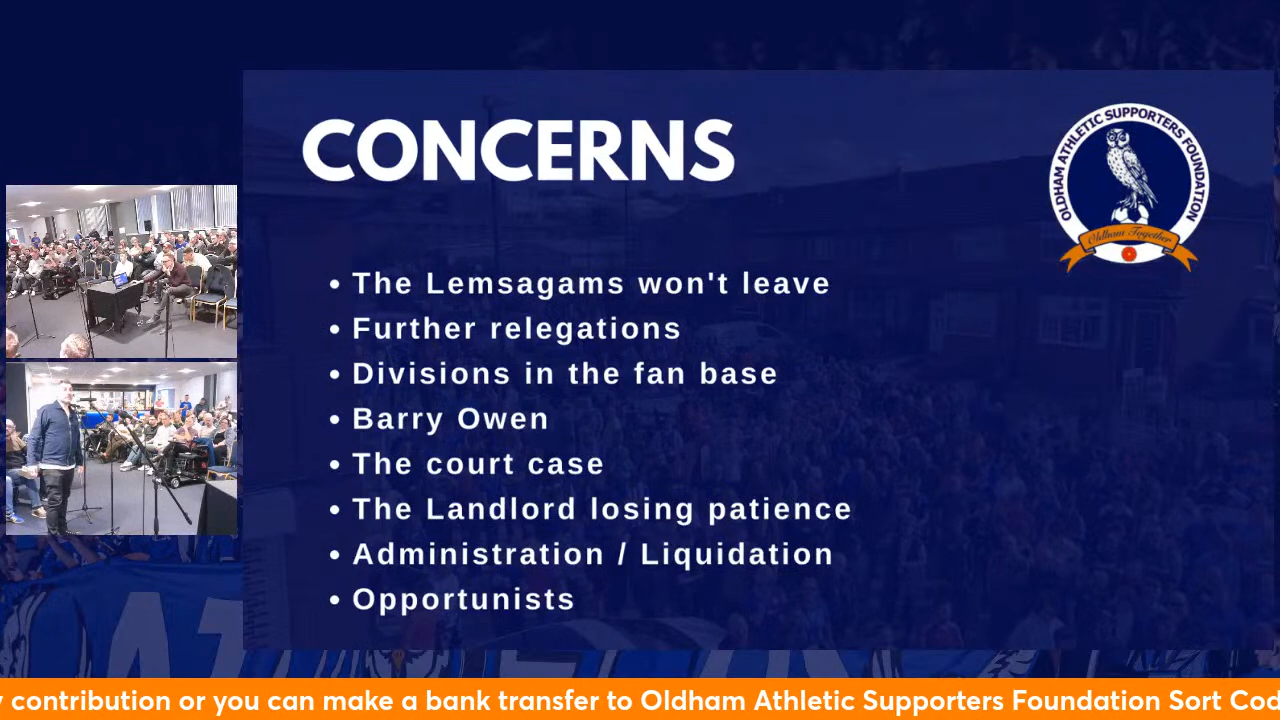 CONCERNS
OLDHAM ATHLETIC SUPPORTERS FOUNDATION
Oldham Together
• The Lemsagams won't leave
• Further relegations
• Divisions in the fan base
• Barry Owen
• The court case
• The Landlord losing patience
• Administration / Liquidation
• Opportunists
contribution or you can make a bank transfer to Oldham Athletic Supporters Foundation Sort